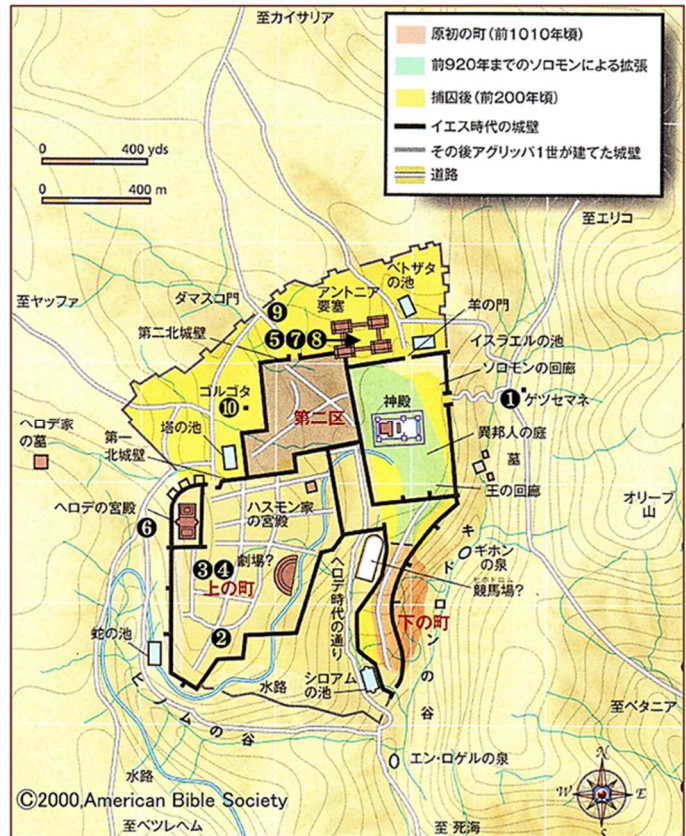 至カイサリア
原初の町（前1010年頃）
前920年までのソロモンによる拡張
捕囚後（前200年頃）
イエス時代の城壁
その後アグリッパ1世が建てた城壁
道路
0 400 yds
0 400 m
至エリコ
至ヤッファ
ダマスコ門
アントニア
要塞
ベトザタ
の池
❾
❺❼❽
羊の門
第二北城壁
イスラエルの池
ソロモンの回廊
ゴルゴタ
❿
第二区
神殿
❶
ゲツセマネ
ヘロデ家
の墓
塔の池
第一
北城壁
異邦人の庭
墓
王の回廊
オリーブ
山
ヘロデの宮殿
ハスモン家
の宮殿
❻
キドロンの谷
ギホン
の泉
❸❹
劇場?
上の町
ヘロデ時代の通り
ヒポドローム
競馬場?
下の町
❷
蛇の池
シロアム
の池
水路
ヒンノムの谷
至ベタニア
エン・ロゲルの泉
水路
N
W E
S
©2000,American Bible Society
至ベツレヘム
至 死海